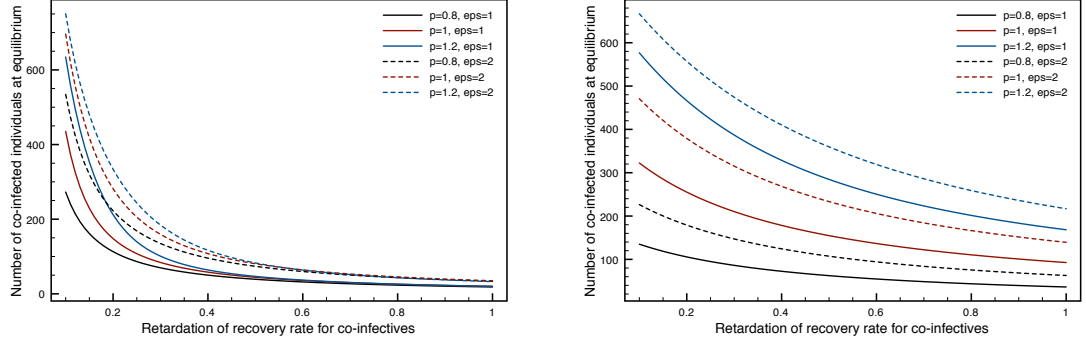 Number of co-infected individuals at equilibrium
600
400
200
0
0.2
0.4
0.6
0.8
1
Retardation of recovery rate for co-infectives
p=0.8, eps=1
p=1, eps=1
p=1.2, eps=1
p=0.8, eps=2
p=1, eps=2
p=1.2, eps=2
Number of co-infected individuals at equilibrium
600
500
400
300
200
100
0.2
0.4
0.6
0.8
1
Retardation of recovery rate for co-infectives
p=0.8, eps=1
p=1, eps=1
p=1.2, eps=1
p=0.8, eps=2
p=1, eps=2
p=1.2, eps=2